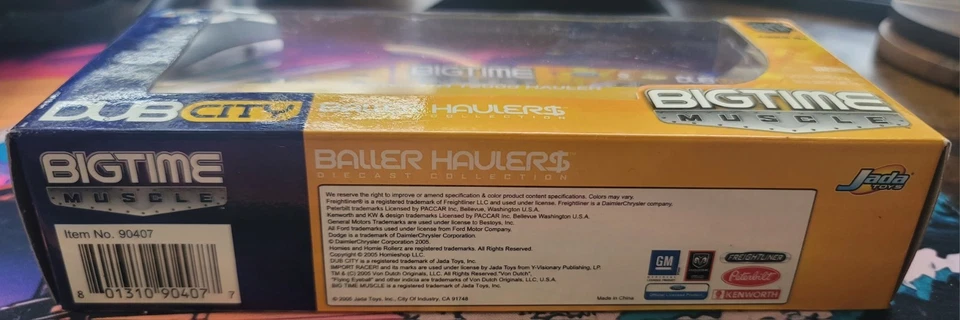 BIGTIME
DUB CITY
BALLER HAULER$
COLLECTION
BIGTIME
MUSCLE
BIGTIME
MUSCLE
BALLER HAULER$
DIECAST COLLECTION
Jada
TOYS
Item No. 90407
8 01310 90407 7
We reserve the right to improve or amend specification & color product content specifications. Colors may vary.
Freightliner® is a registered trademark of Freightliner LLC and used under license. Freightliner is a DaimlerChrysler company.
Peterbilt trademarks Licensed by PACCAR Inc, Bellevue, Washington U.S.A.
Kenworth and KW & design trademarks Licensed by PACCAR Inc, Bellevue Washington U.S.A
General Motors Trademarks are used under license to Bestoys, Inc.
All Ford trademarks used under license from Ford Motor Company.
Dodge is a trademark of DaimlerChrysler Corporation.
© DaimlerChrysler Corporation 2005.
Homies and Homie Rollerz are registered trademarks. All Rights Reserved.
Copyright © 2005 Homieshop LLC.
DUB CITY is a registered trademark of Jada Toys, Inc.
IMPORT RACER! and its marks are used under license by Jada Toys from Y-Visionary Publishing, LP.
TM & (C) 2005 Von Dutch Originals, LLC. All Rights Reserved."Von Dutch",
"Flying Eyeball" and other indicia are trademarks of Von Dutch Originals, LLC, U.S.A.
BIG TIME MUSCLE is a registered trademark of Jada Toys, Inc.
© 2005 Jada Toys, Inc., City Of Industry, CA 91748
Made in China
GM
FREIGHTLINER
Peterbilt
KENWORTH